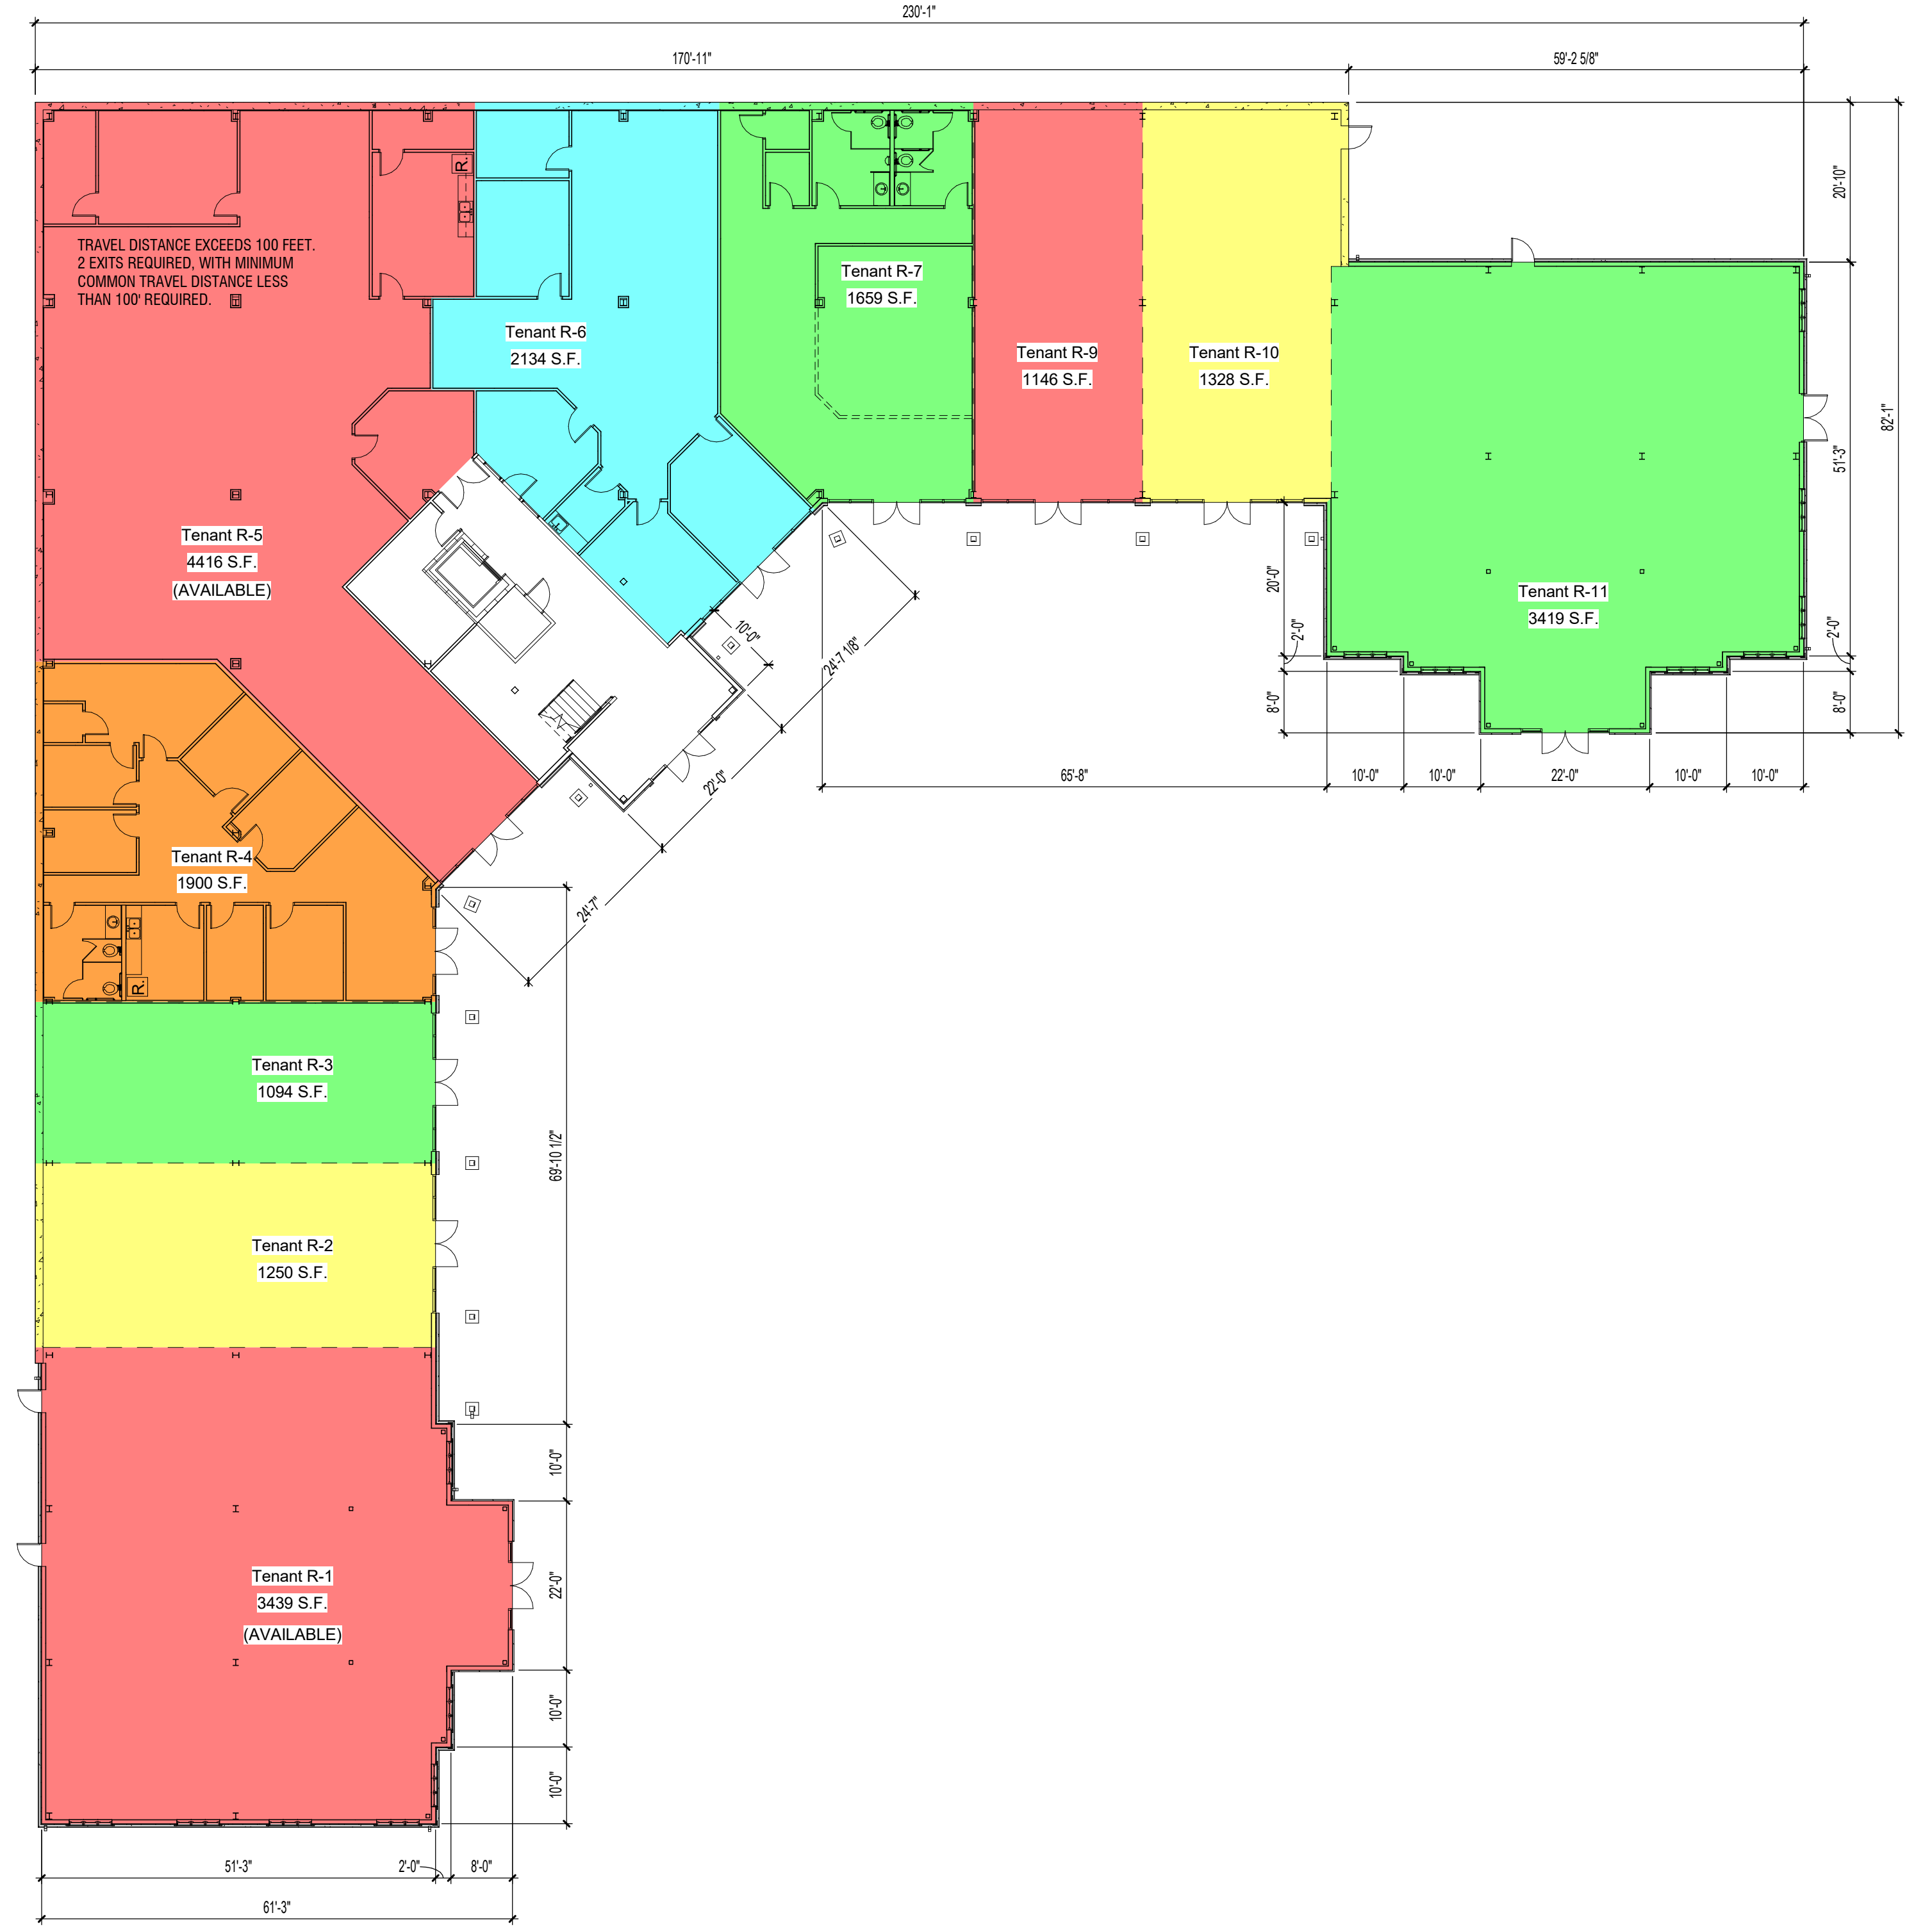 230'-1"
170'-11"
59'-2 5/8"
R.
TRAVEL DISTANCE EXCEEDS 100 FEET.
2 EXITS REQUIRED, WITH MINIMUM
COMMON TRAVEL DISTANCE LESS
THAN 100' REQUIRED.
Tenant R-7
1659 S.F.
Tenant R-6
2134 S.F.
Tenant R-9
1146 S.F.
Tenant R-10
1328 S.F.
20'-10"
82'-1"
51'-3"
Tenant R-5
4416 S.F.
(AVAILABLE)
Tenant R-11
3419 S.F.
20'-0"
2'-0"
8'-0"
2'-0"
8'-0"
10'-0"
24'-7 1/8"
22'-0"
24'-7"
65'-8"
10'-0"
10'-0"
22'-0"
10'-0"
10'-0"
Tenant R-4
1900 S.F.
R.
Tenant R-3
1094 S.F.
69'-10 1/2"
Tenant R-2
1250 S.F.
10'-0"
22'-0"
Tenant R-1
3439 S.F.
(AVAILABLE)
10'-0"
10'-0"
51'-3"
2'-0"
8'-0"
61'-3"